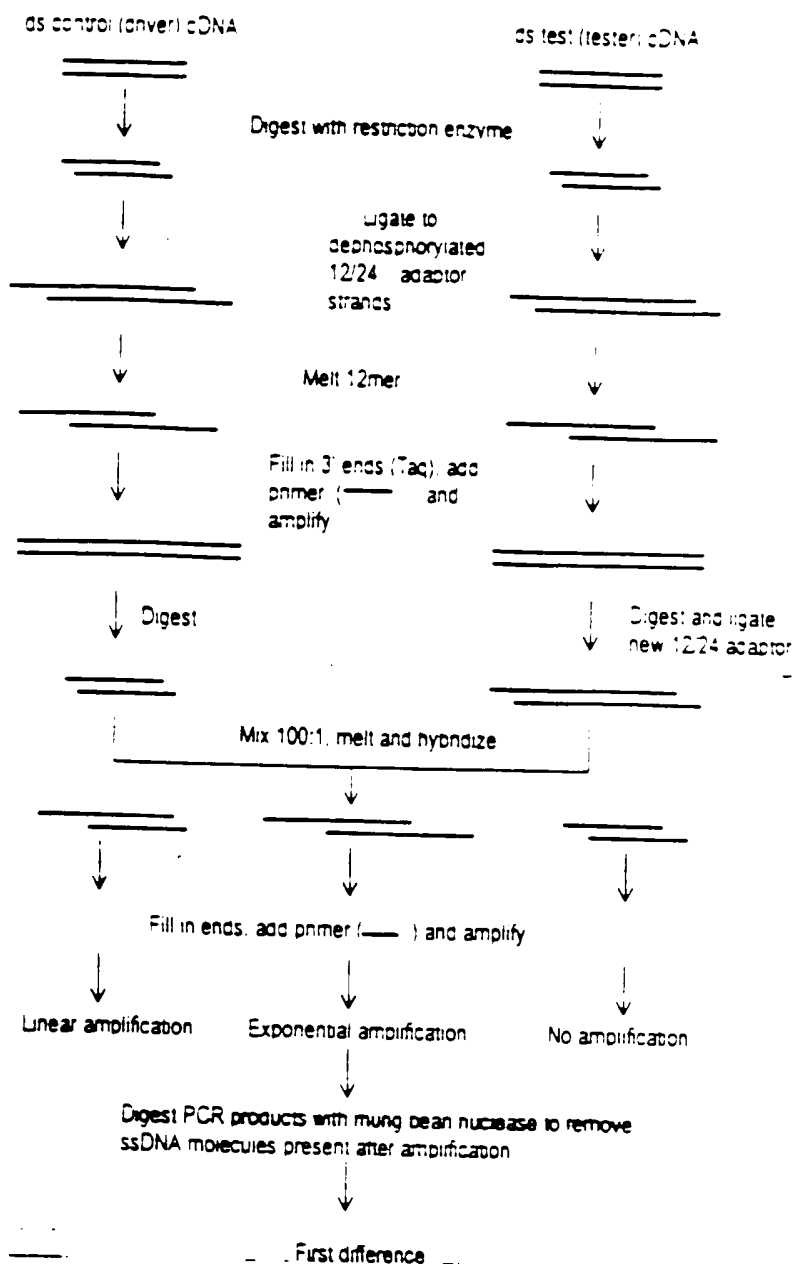 ds control (driver) cDNA
ds test (tester) cDNA
Digest with restriction enzyme
Ligate to
dephosphorylated
12/24 adaptor
strands
Melt 12mer
Fill in 3' ends (Taq), add
primer ( and
amplify
Digest
Digest and ligate
new 12/24 adaptor
Mix 100:1, melt and hybridize
Fill in ends, add primer ( ) and amplify
Linear amplification
Exponential amplification
No amplification
Digest PCR products with mung bean nuclease to remove
ssDNA molecules present after amplification
First difference